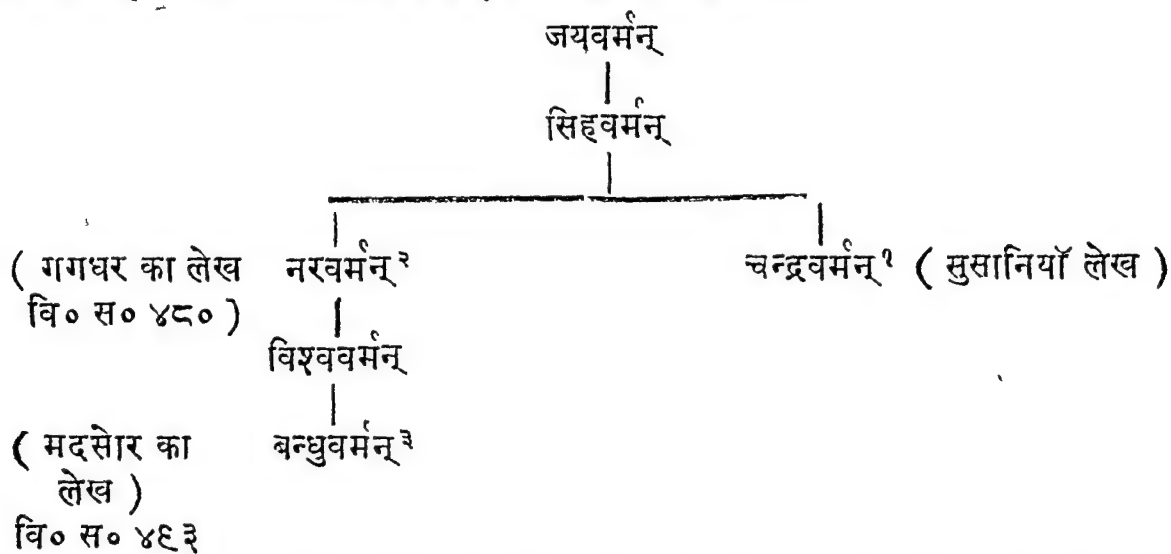 जयवर्मन्
सिहवर्मन्
( गगधर का लेख नरवर्मन्² चन्द्रवर्मन्¹ ( सुसानियॉ लेख )
वि० स० ४८० )
विश्ववर्मन्
( मदसोर का बन्धुवर्मन्³
लेख )
वि० स० ४९३